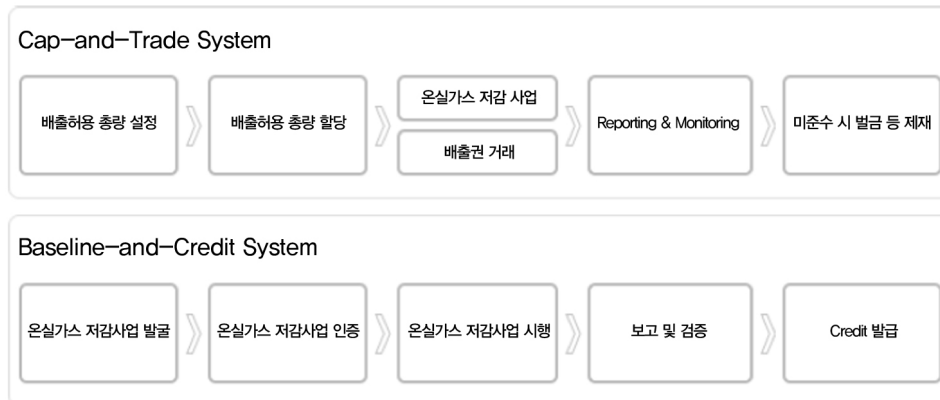 Cap-and-Trade System
배출허용 총량 설정
배출허용 총량 할당
온실가스 저감 사업
배출권 거래
Reporting & Monitoring
미준수 시 벌금 등 제재
Baseline-and-Credit System
온실가스 저감사업 발굴
온실가스 저감사업 인증
온실가스 저감사업 시행
보고 및 검증
Credit 발급